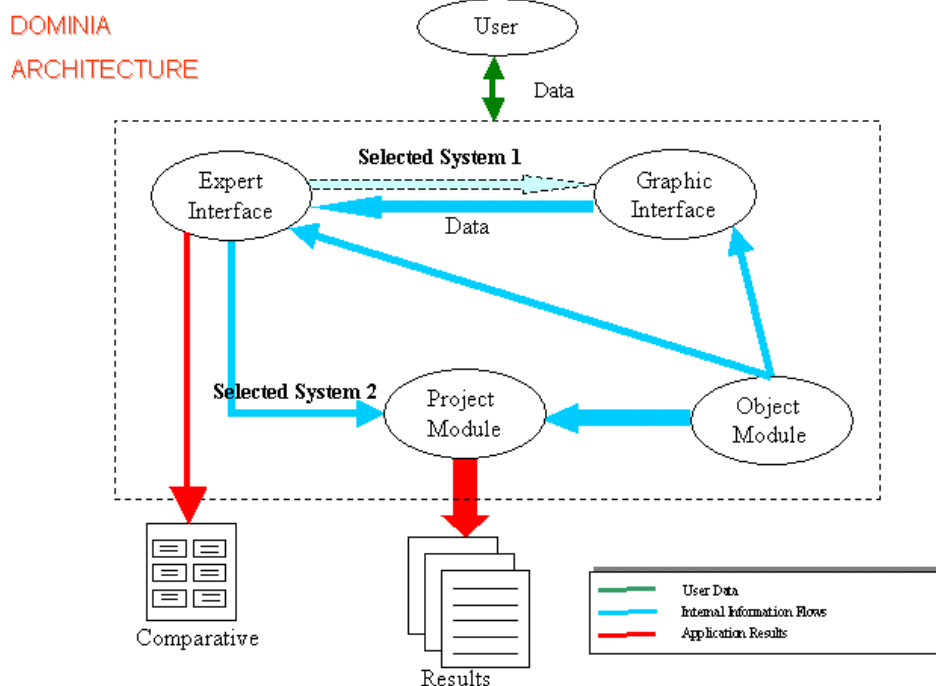 DOMINIA
ARCHITECTURE
User
Data
Selected System 1
Expert
Interface
Graphic
Interface
Data
Selected System 2
Project
Module
Object
Module
Comparative
Results
User Data
Internal Information Flows
Application Results